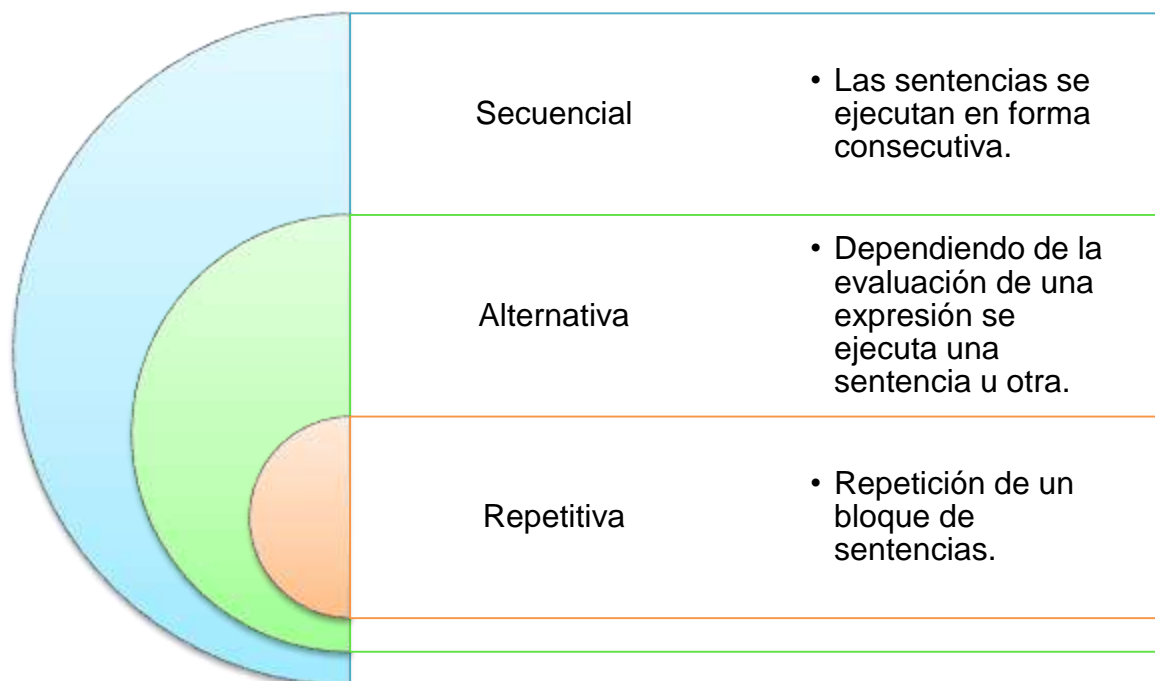 Secuencial
• Las sentencias se
ejecutan en forma
consecutiva.
Alternativa
• Dependiendo de la
evaluación de una
expresión se
ejecuta una
sentencia u otra.
Repetitiva
• Repetición de un
bloque de
sentencias.